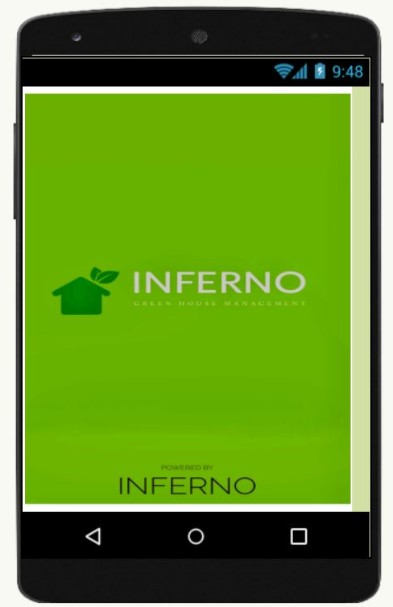 9:48
INFERNO
GREEN HOUSE MANAGEMENT
POWERED BY
INFERNO